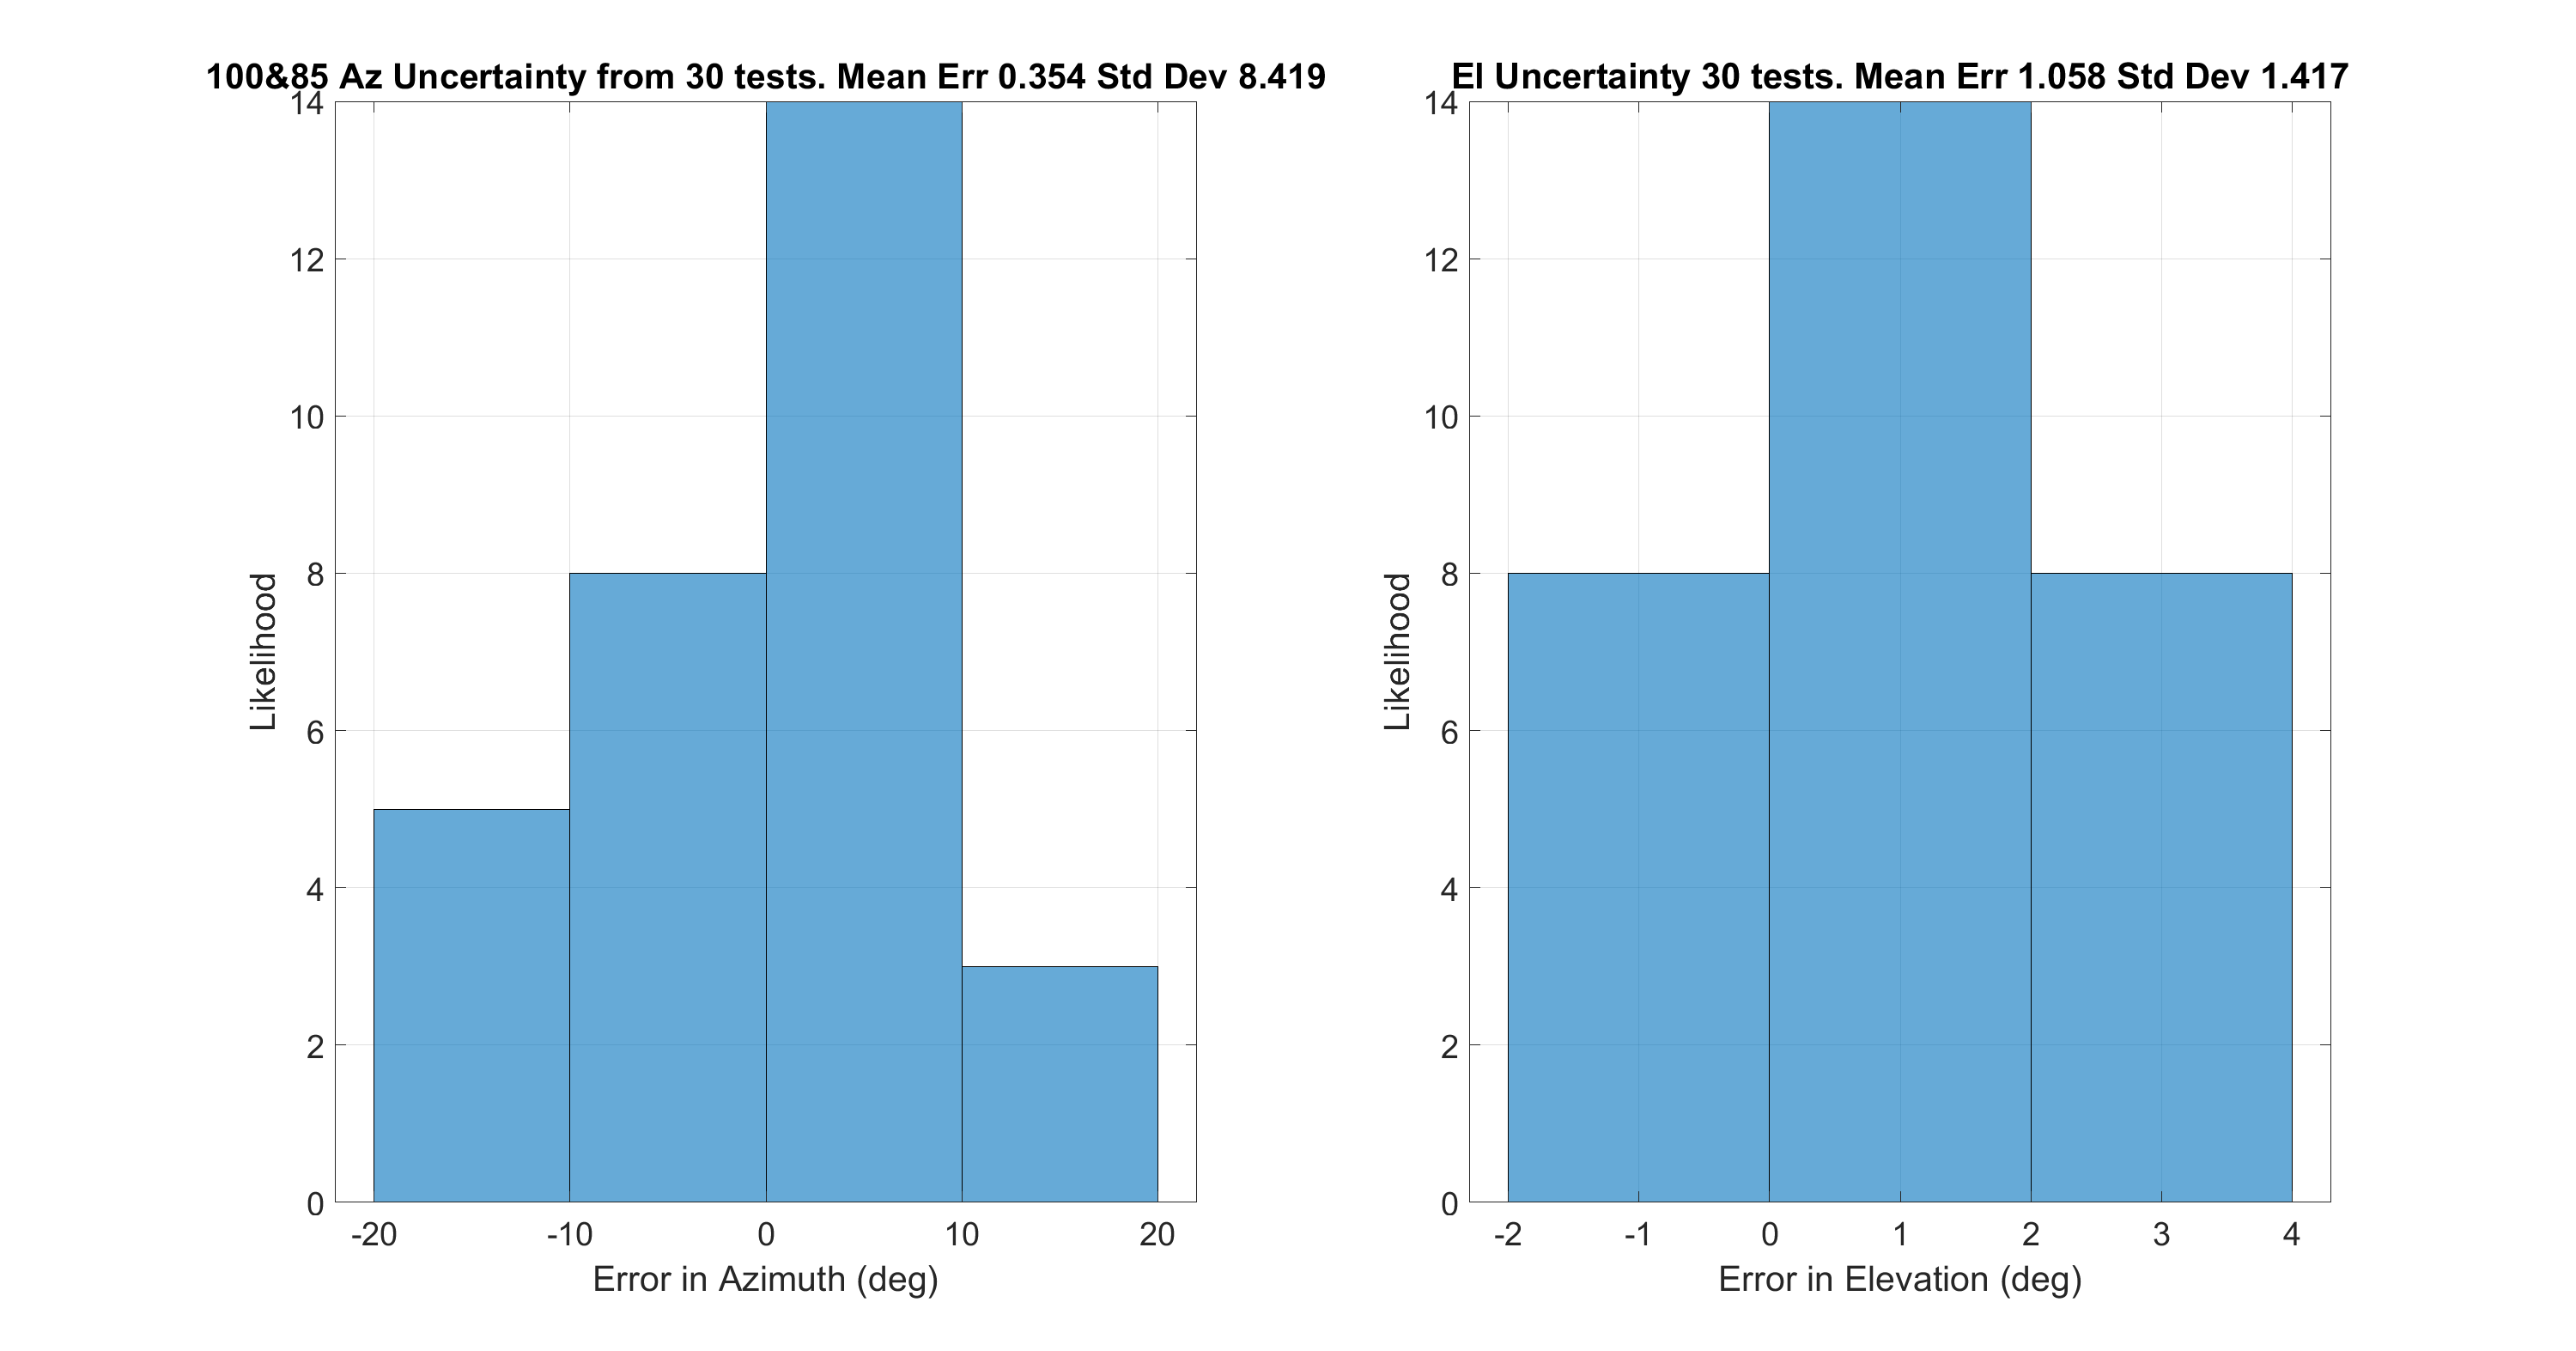 100&85 Az Uncertainty from 30 tests. Mean Err 0.354 Std Dev 8.419
14
12
10
8
6
4
2
0
Likelihood
-20 -10 0 10 20
Error in Azimuth (deg)
El Uncertainty 30 tests. Mean Err 1.058 Std Dev 1.417
14
12
10
8
6
4
2
0
Likelihood
-2 -1 0 1 2 3 4
Error in Elevation (deg)